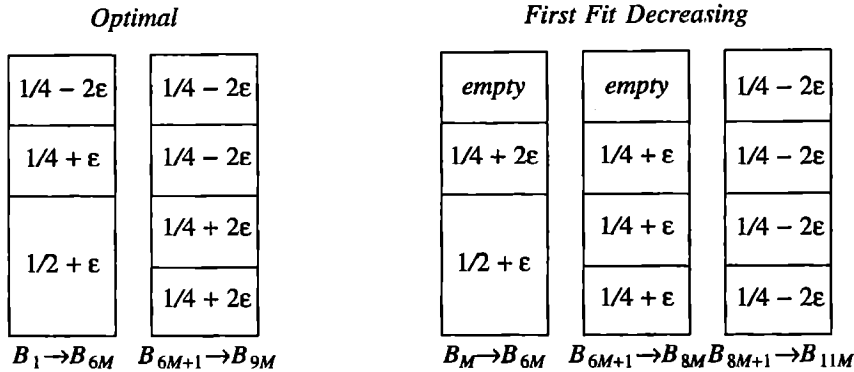 Optimal
First Fit Decreasing
1/4 – 2ε
1/4 + ε
1/2 + ε
B₁→B₆M
1/4 – 2ε
1/4 – 2ε
1/4 + 2ε
1/4 + 2ε
B₆M₊₁→B₉M
empty
1/4 + 2ε
1/2 + ε
B_M→B₆M
empty
1/4 + ε
1/4 + ε
1/4 + ε
B₆M₊₁→B₈M
1/4 – 2ε
1/4 – 2ε
1/4 – 2ε
1/4 – 2ε
B₈M₊₁→B₁₁M